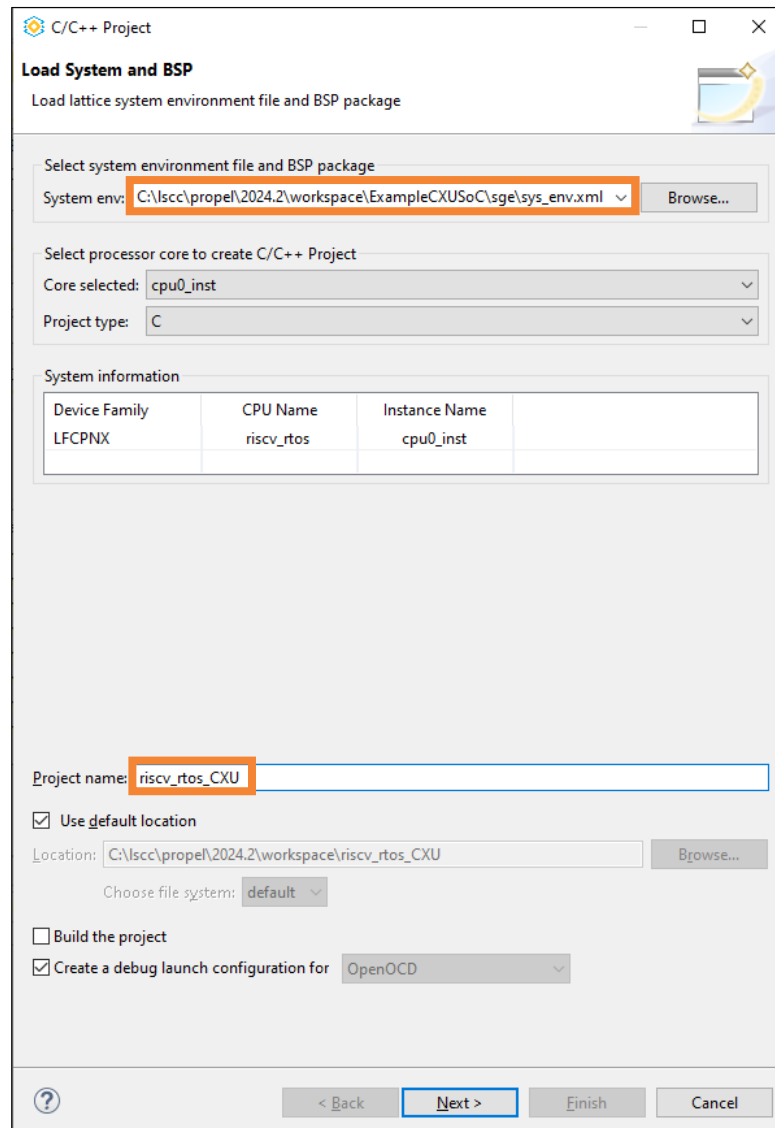 C/C++ Project
Load System and BSP
Load lattice system environment file and BSP package
Select system environment file and BSP package
System env: C:\lscc\propel\2024.2\workspace\ExampleCXUSoC\sge\sys_env.xml Browse...
Select processor core to create C/C++ Project
Core selected: cpu0_inst
Project type: C
System information
Device Family CPU Name Instance Name
LFCPNX riscv_rtos cpu0_inst
Project name: riscv_rtos_CXU
Use default location
Location: C:\lscc\propel\2024.2\workspace\riscv_rtos_CXU Browse...
Choose file system: default
Build the project
Create a debug launch configuration for OpenOCD
? < Back Next > Finish Cancel